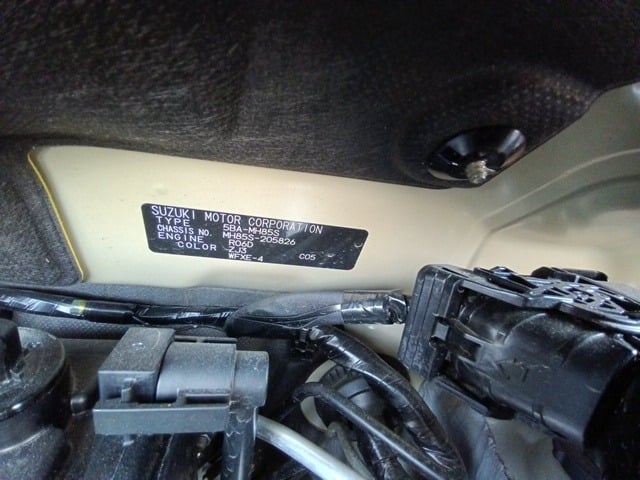 SUZUKI MOTOR CORPORATION
TYPE 5BA-MH85S
CHASSIS NO. MH85S-205826
ENGINE R06D
COLOR ZJ3
WFXE-4 C05